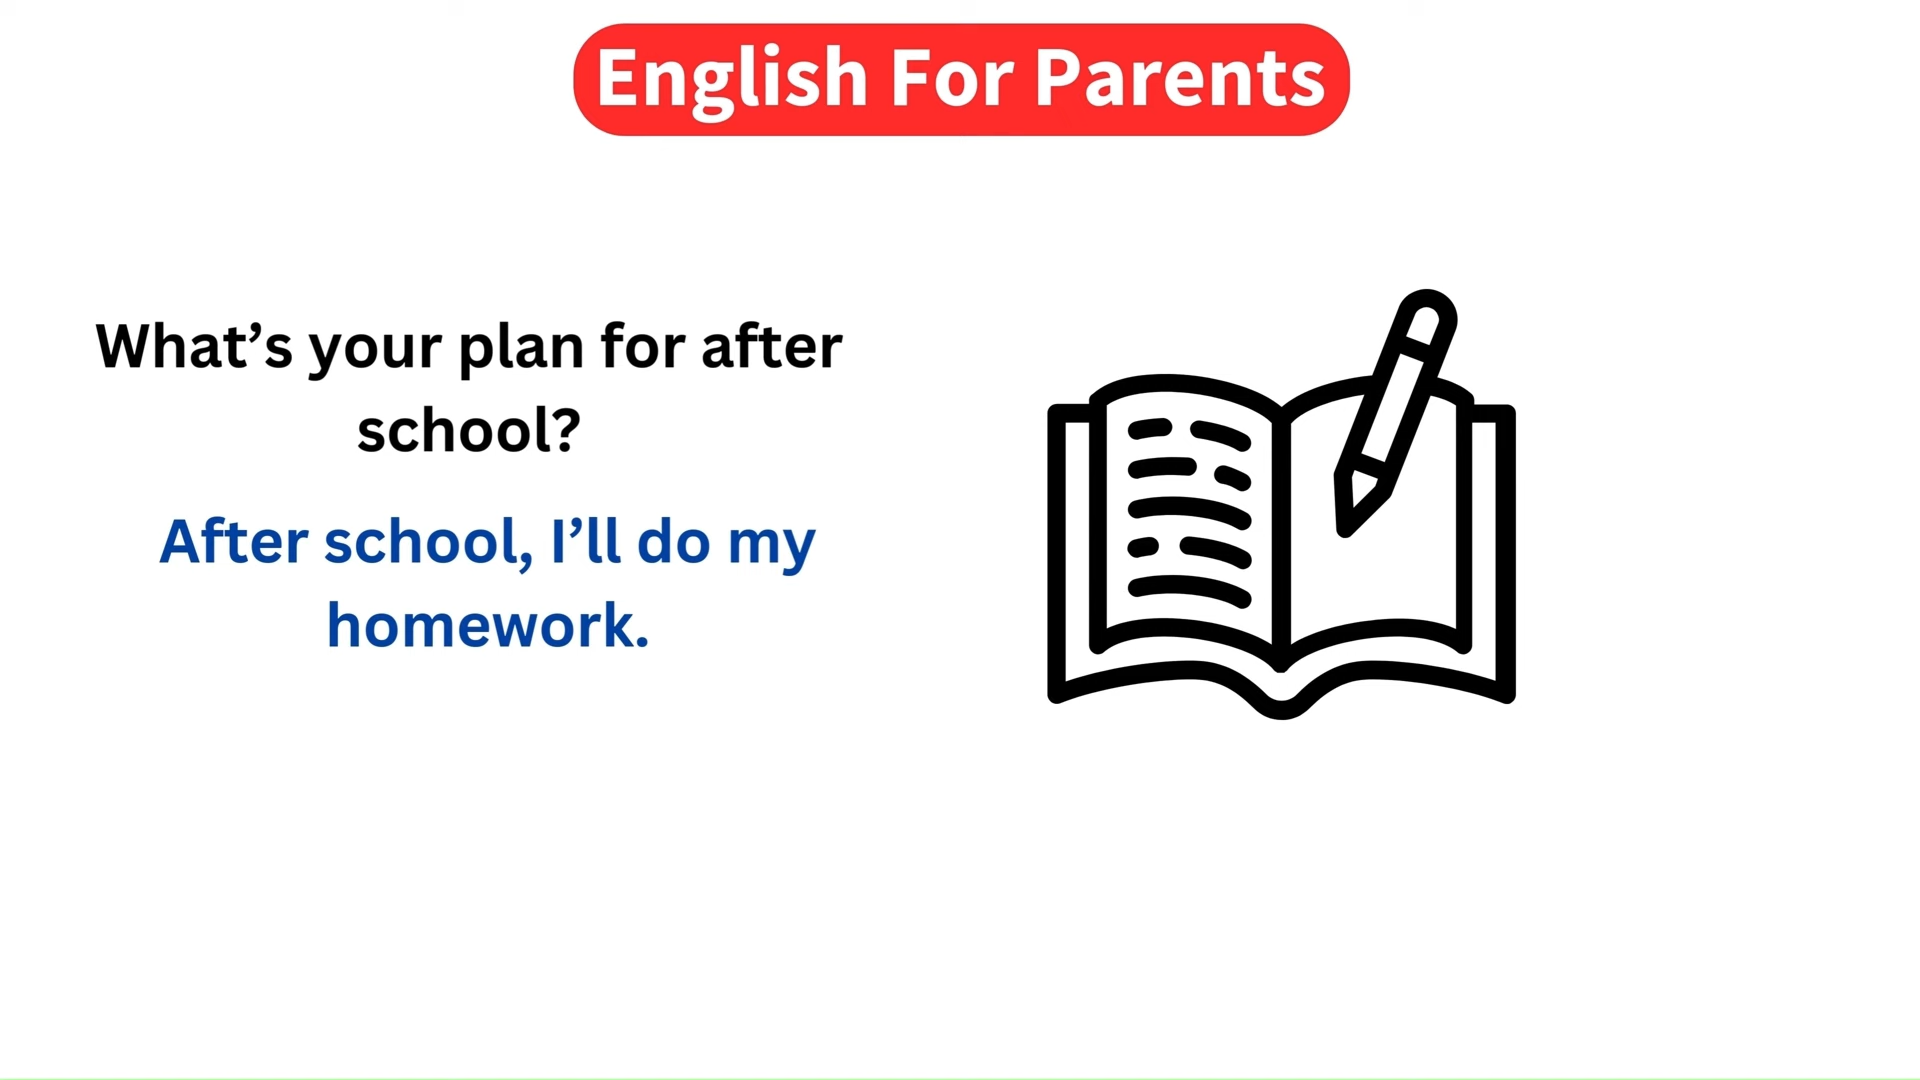 English For Parents
What’s your plan for after
school?
After school, I’ll do my
homework.